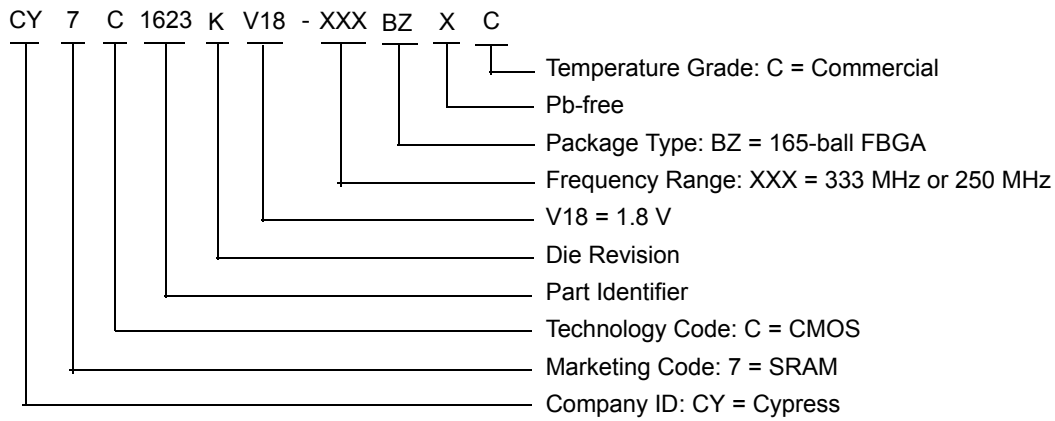 CY 7 C 1623 K V18 - XXX BZ X C
Temperature Grade: C = Commercial
Pb-free
Package Type: BZ = 165-ball FBGA
Frequency Range: XXX = 333 MHz or 250 MHz
V18 = 1.8 V
Die Revision
Part Identifier
Technology Code: C = CMOS
Marketing Code: 7 = SRAM
Company ID: CY = Cypress